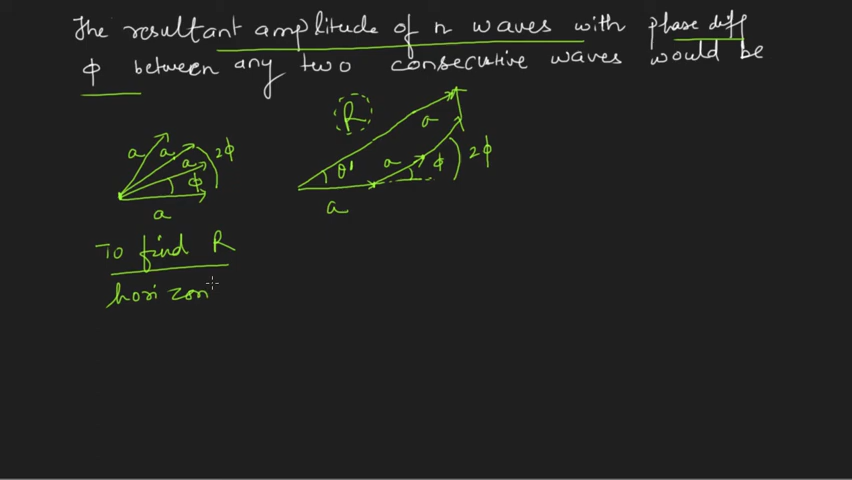 The resultant amplitude of n waves with phase diff
φ between any two consecutive waves would be
R
a a a 2φ
φ
a
θ' a φ a 2φ
a
To find R
horizon